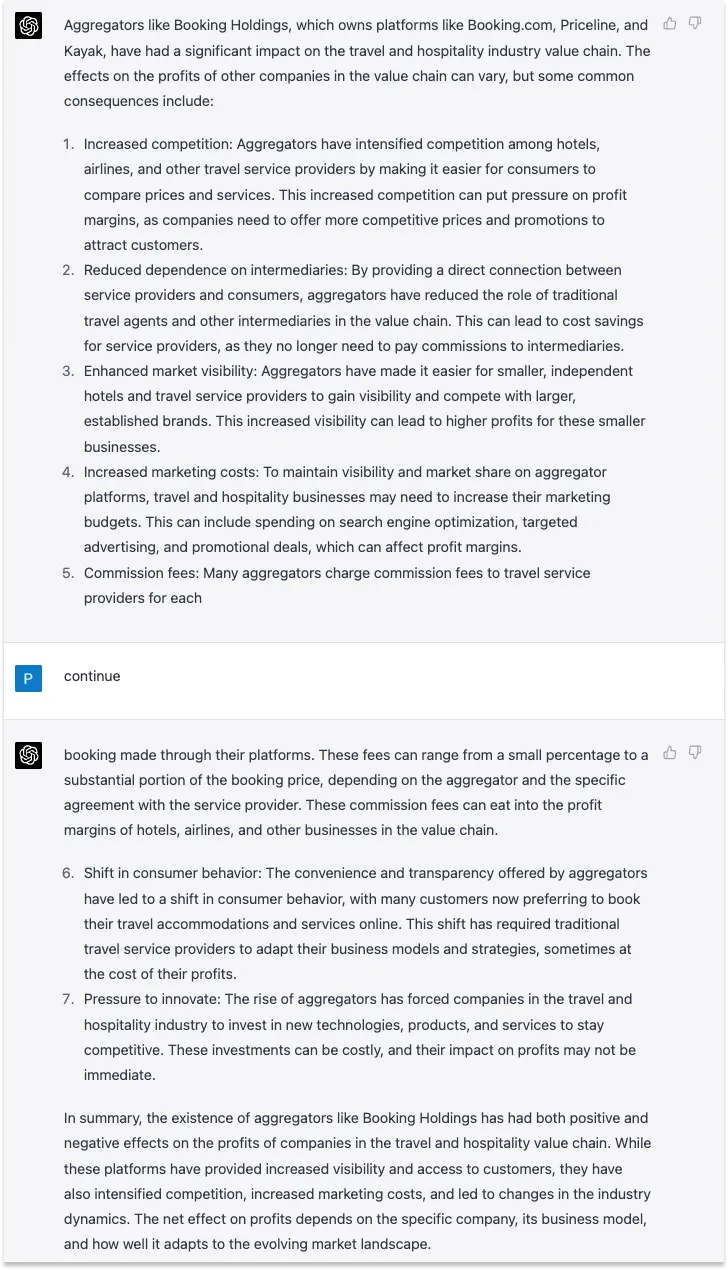 Aggregators like Booking Holdings, which owns platforms like Booking.com, Priceline, and
Kayak, have had a significant impact on the travel and hospitality industry value chain. The
effects on the profits of other companies in the value chain can vary, but some common
consequences include:
1. Increased competition: Aggregators have intensified competition among hotels,
airlines, and other travel service providers by making it easier for consumers to
compare prices and services. This increased competition can put pressure on profit
margins, as companies need to offer more competitive prices and promotions to
attract customers.
2. Reduced dependence on intermediaries: By providing a direct connection between
service providers and consumers, aggregators have reduced the role of traditional
travel agents and other intermediaries in the value chain. This can lead to cost savings
for service providers, as they no longer need to pay commissions to intermediaries.
3. Enhanced market visibility: Aggregators have made it easier for smaller, independent
hotels and travel service providers to gain visibility and compete with larger,
established brands. This increased visibility can lead to higher profits for these smaller
businesses.
4. Increased marketing costs: To maintain visibility and market share on aggregator
platforms, travel and hospitality businesses may need to increase their marketing
budgets. This can include spending on search engine optimization, targeted
advertising, and promotional deals, which can affect profit margins.
5. Commission fees: Many aggregators charge commission fees to travel service
providers for each
P
continue
booking made through their platforms. These fees can range from a small percentage to a
substantial portion of the booking price, depending on the aggregator and the specific
agreement with the service provider. These commission fees can eat into the profit
margins of hotels, airlines, and other businesses in the value chain.
6. Shift in consumer behavior: The convenience and transparency offered by aggregators
have led to a shift in consumer behavior, with many customers now preferring to book
their travel accommodations and services online. This shift has required traditional
travel service providers to adapt their business models and strategies, sometimes at
the cost of their profits.
7. Pressure to innovate: The rise of aggregators has forced companies in the travel and
hospitality industry to invest in new technologies, products, and services to stay
competitive. These investments can be costly, and their impact on profits may not be
immediate.
In summary, the existence of aggregators like Booking Holdings has had both positive and
negative effects on the profits of companies in the travel and hospitality value chain. While
these platforms have provided increased visibility and access to customers, they have
also intensified competition, increased marketing costs, and led to changes in the industry
dynamics. The net effect on profits depends on the specific company, its business model,
and how well it adapts to the evolving market landscape.